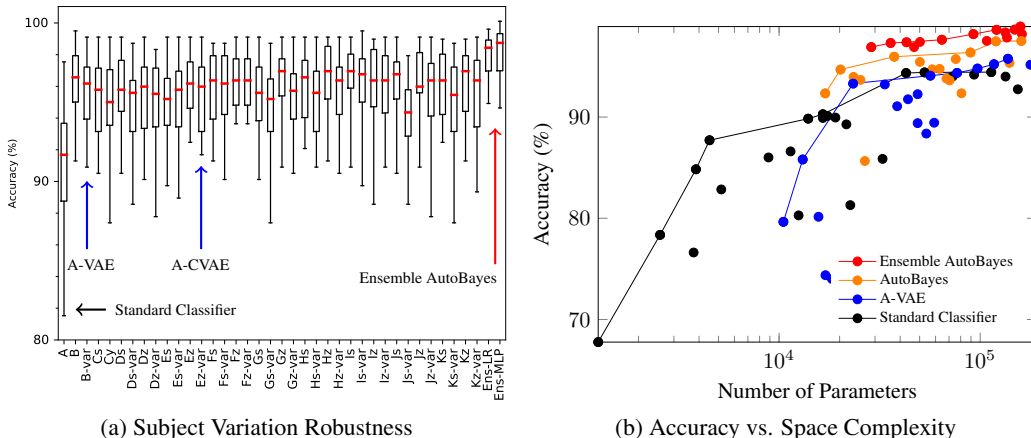 100
90
80
Accuracy (%)
A-VAE
A-CVAE
Ensemble AutoBayes
Standard Classifier
A
B
B-var
Cs
Cy
Ds
Ds-var
Dz
Dz-var
Es
Es-var
Ez
Ez-var
Fs
Fs-var
Fz
Fz-var
Gs
Gs-var
Gz
Gz-var
Hs
Hs-var
Hz
Hz-var
Is
Is-var
Iz
Iz-var
Js
Js-var
Jz
Jz-var
Ks
Ks-var
Kz
Kz-var
Ens-LR
Ens-MLP
(a) Subject Variation Robustness
90
80
70
Accuracy (%)
Ensemble AutoBayes
AutoBayes
A-VAE
Standard Classifier
10^4
10^5
Number of Parameters
(b) Accuracy vs. Space Complexity